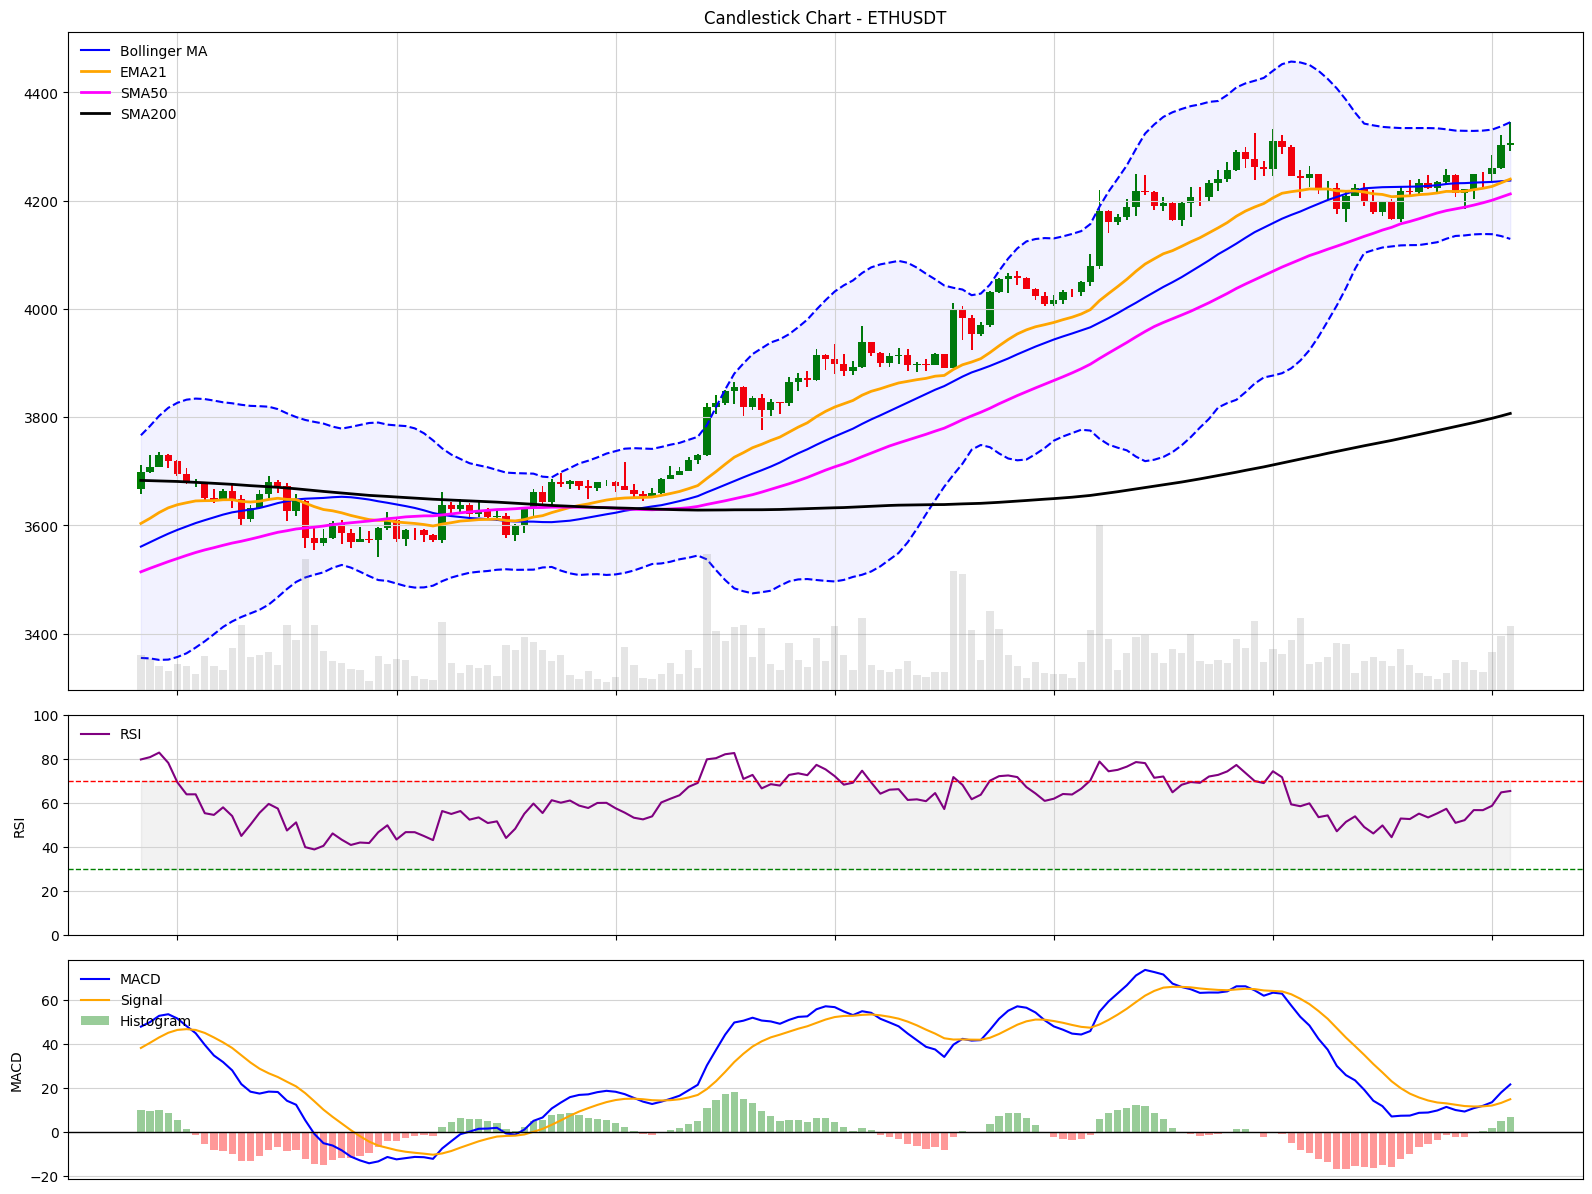 Candlestick Chart - ETHUSDT
Bollinger MA
EMA21
SMA50
SMA200
4400
4200
4000
3800
3600
3400
RSI
100
80
60
40
20
0
RSI
MACD
Signal
Histogram
60
40
20
0
−20
MACD